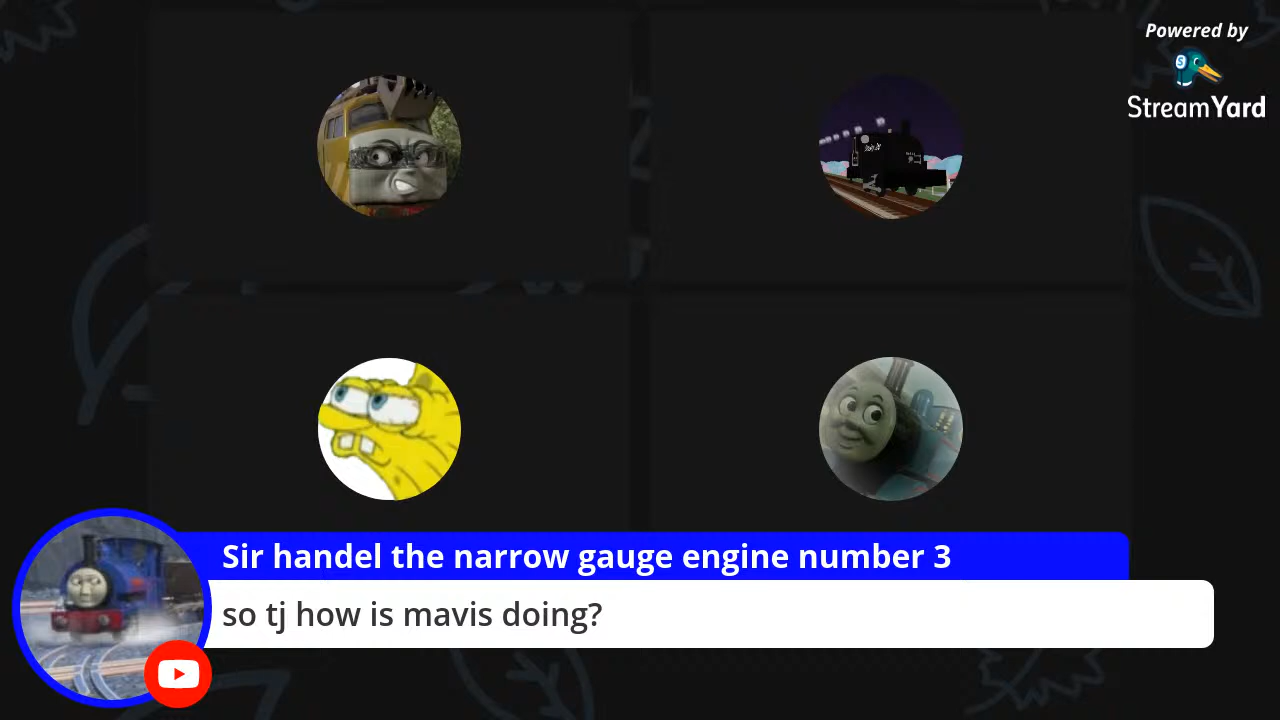 Powered by
StreamYard
Sir handel the narrow gauge engine number 3
so tj how is mavis doing?